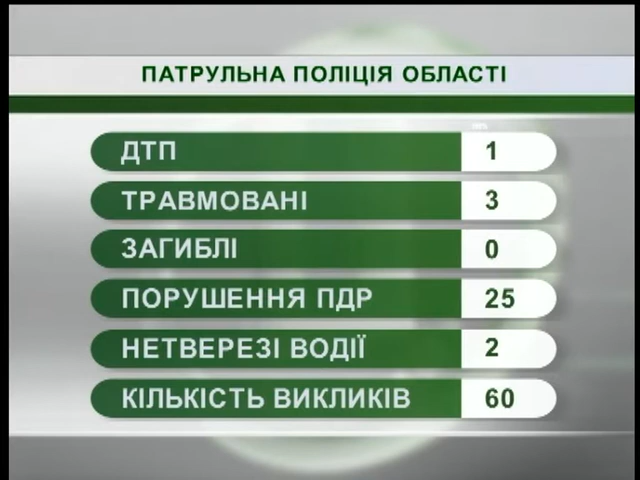 ПАТРУЛЬНА ПОЛІЦІЯ ОБЛАСТІ
ДТП 1
ТРАВМОВАНІ 3
ЗАГИБЛІ 0
ПОРУШЕННЯ ПДР 25
НЕТВЕРЕЗІ ВОДІЇ 2
КІЛЬКІСТЬ ВИКЛИКІВ 60